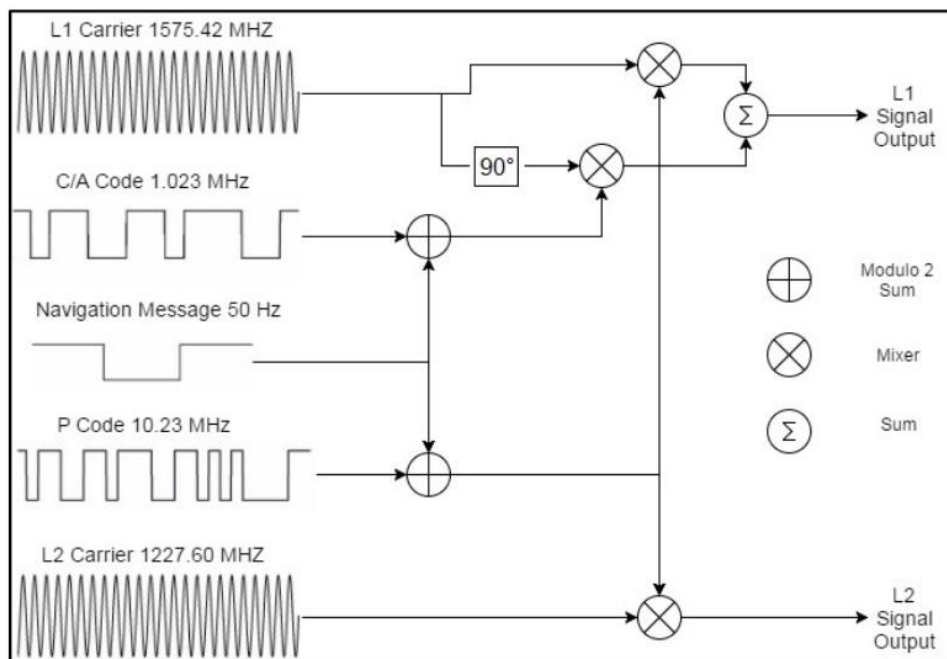 L1 Carrier 1575.42 MHZ
L1
Signal
Output
90°
Σ
C/A Code 1.023 MHz
Navigation Message 50 Hz
Modulo 2
Sum
Mixer
P Code 10.23 MHz
Σ
Sum
L2 Carrier 1227.60 MHZ
L2
Signal
Output